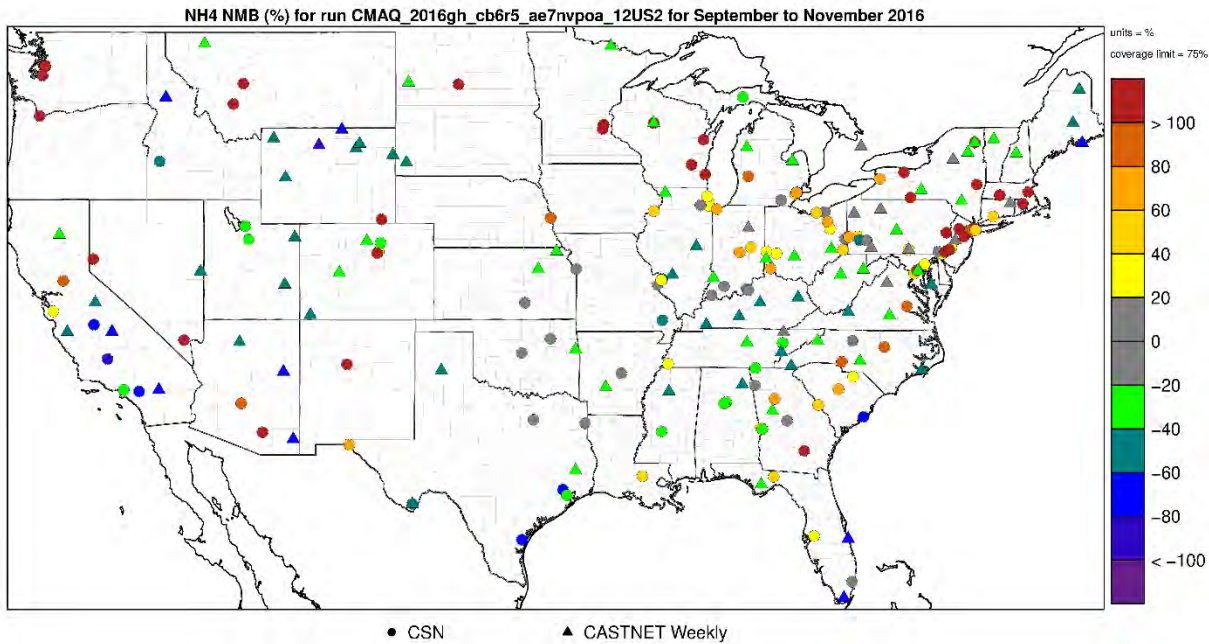 NH4 NMB (%) for run CMAQ_2016gh_cb6r5_ae7nvpoa_12US2 for September to November 2016
units = %
coverage limit = 75%
> 100
80
60
40
20
0
−20
−40
−60
−80
< −100
● CSN ▲ CASTNET Weekly